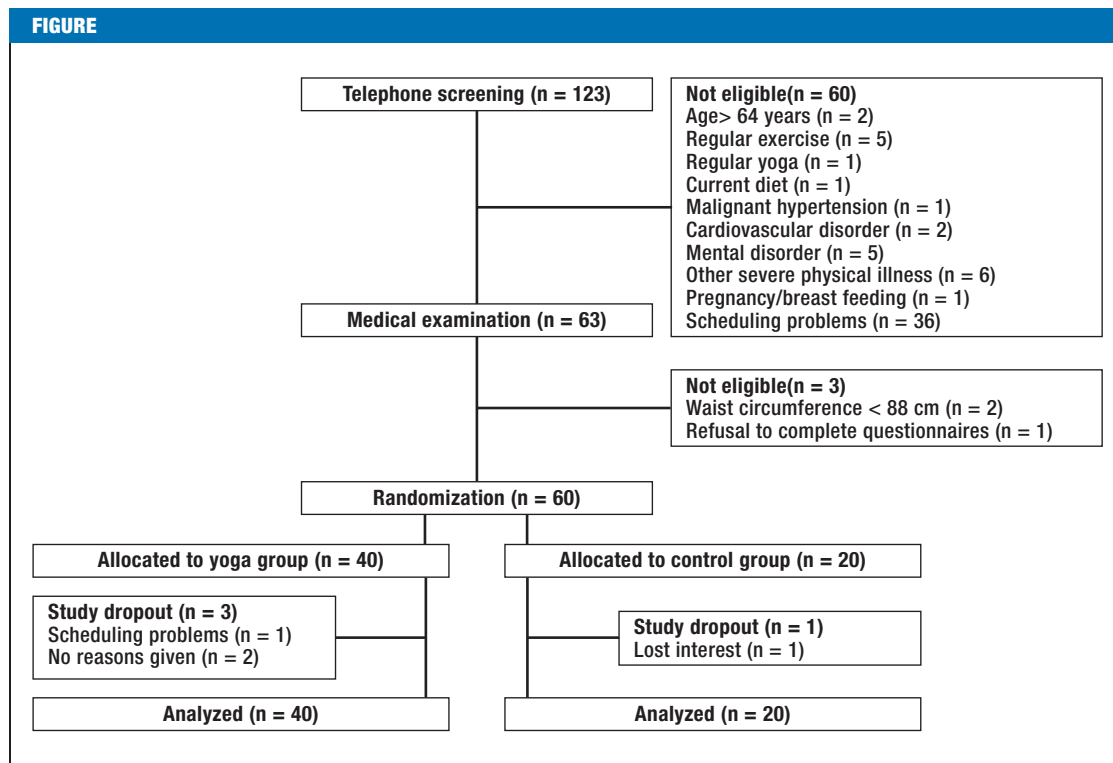 FIGURE
Telephone screening (n = 123)
Not eligible(n = 60)
Age> 64 years (n = 2)
Regular exercise (n = 5)
Regular yoga (n = 1)
Current diet (n = 1)
Malignant hypertension (n = 1)
Cardiovascular disorder (n = 2)
Mental disorder (n = 5)
Other severe physical illness (n = 6)
Pregnancy/breast feeding (n = 1)
Scheduling problems (n = 36)
Medical examination (n = 63)
Not eligible(n = 3)
Waist circumference < 88 cm (n = 2)
Refusal to complete questionnaires (n = 1)
Randomization (n = 60)
Allocated to yoga group (n = 40)
Allocated to control group (n = 20)
Study dropout (n = 3)
Scheduling problems (n = 1)
No reasons given (n = 2)
Study dropout (n = 1)
Lost interest (n = 1)
Analyzed (n = 40)
Analyzed (n = 20)